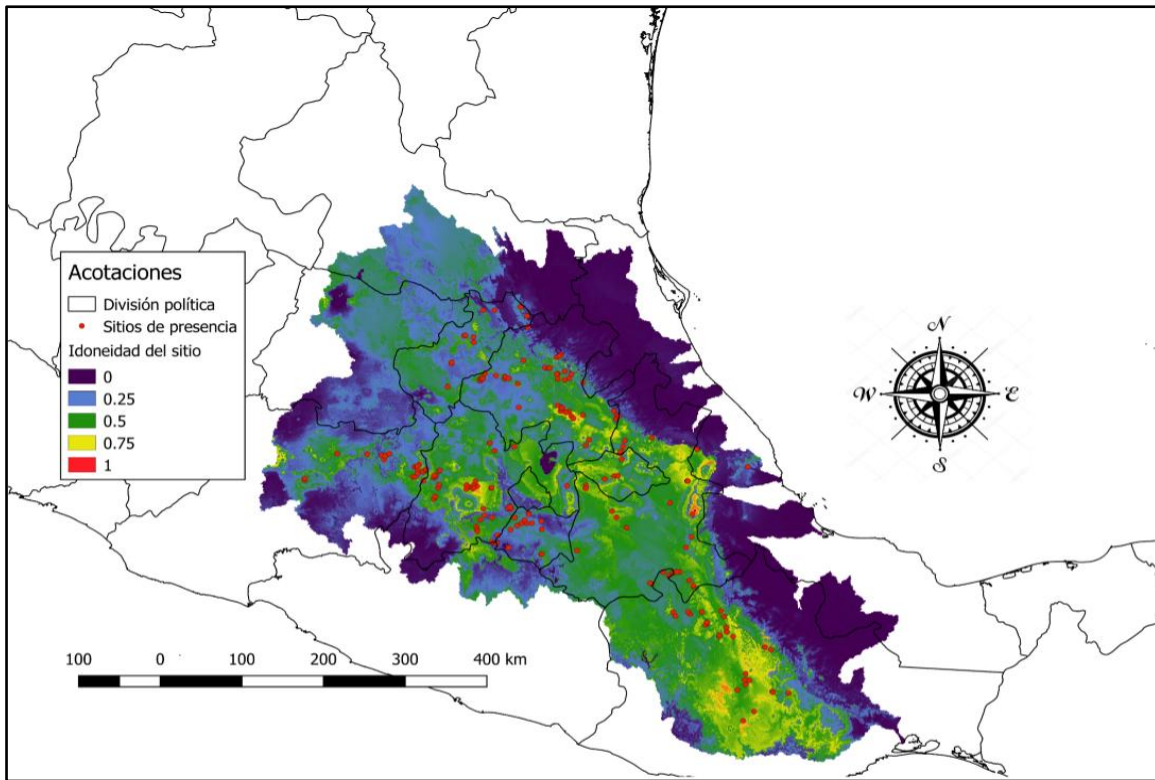 Acotaciones
División política
Sitios de presencia
Idoneidad del sitio
0
0.25
0.5
0.75
1
N
W
E
S
100 0 100 200 300 400 km